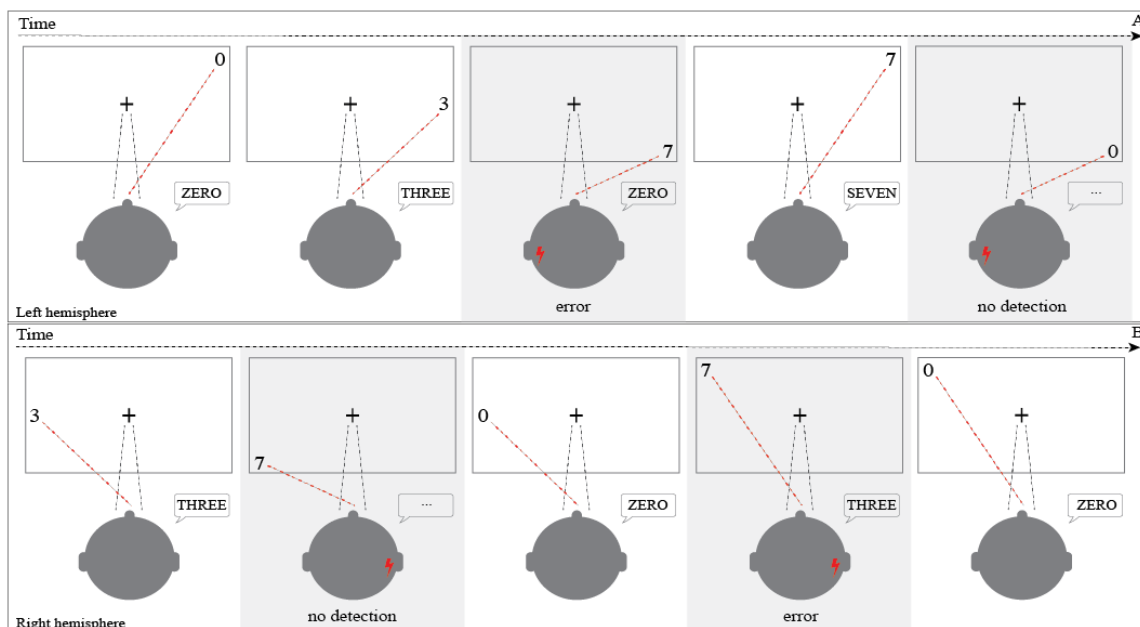 Time A
0 7
3
7 0
ZERO THREE ZERO SEVEN ...
error no detection
Left hemisphere
Time B
7 0
3 0
7
THREE ... ZERO THREE ZERO
no detection error
Right hemisphere